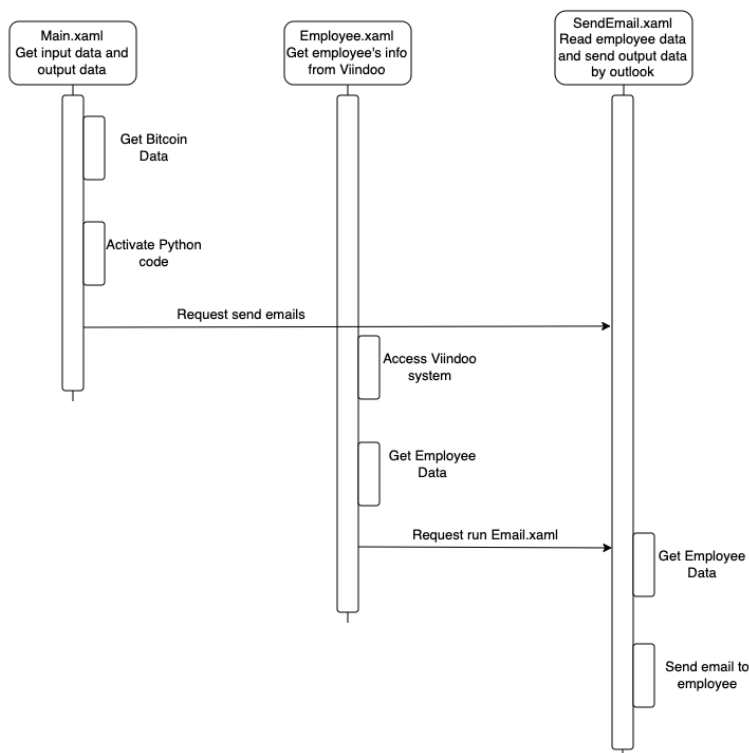 Main.xaml
Get input data and
output data
Employee.xaml
Get employee's info
from Viindoo
SendEmail.xaml
Read employee data
and send output data
by outlook
Get Bitcoin
Data
Activate Python
code
Request send emails
Access Viindoo
system
Get Employee
Data
Request run Email.xaml
Get Employee
Data
Send email to
employee